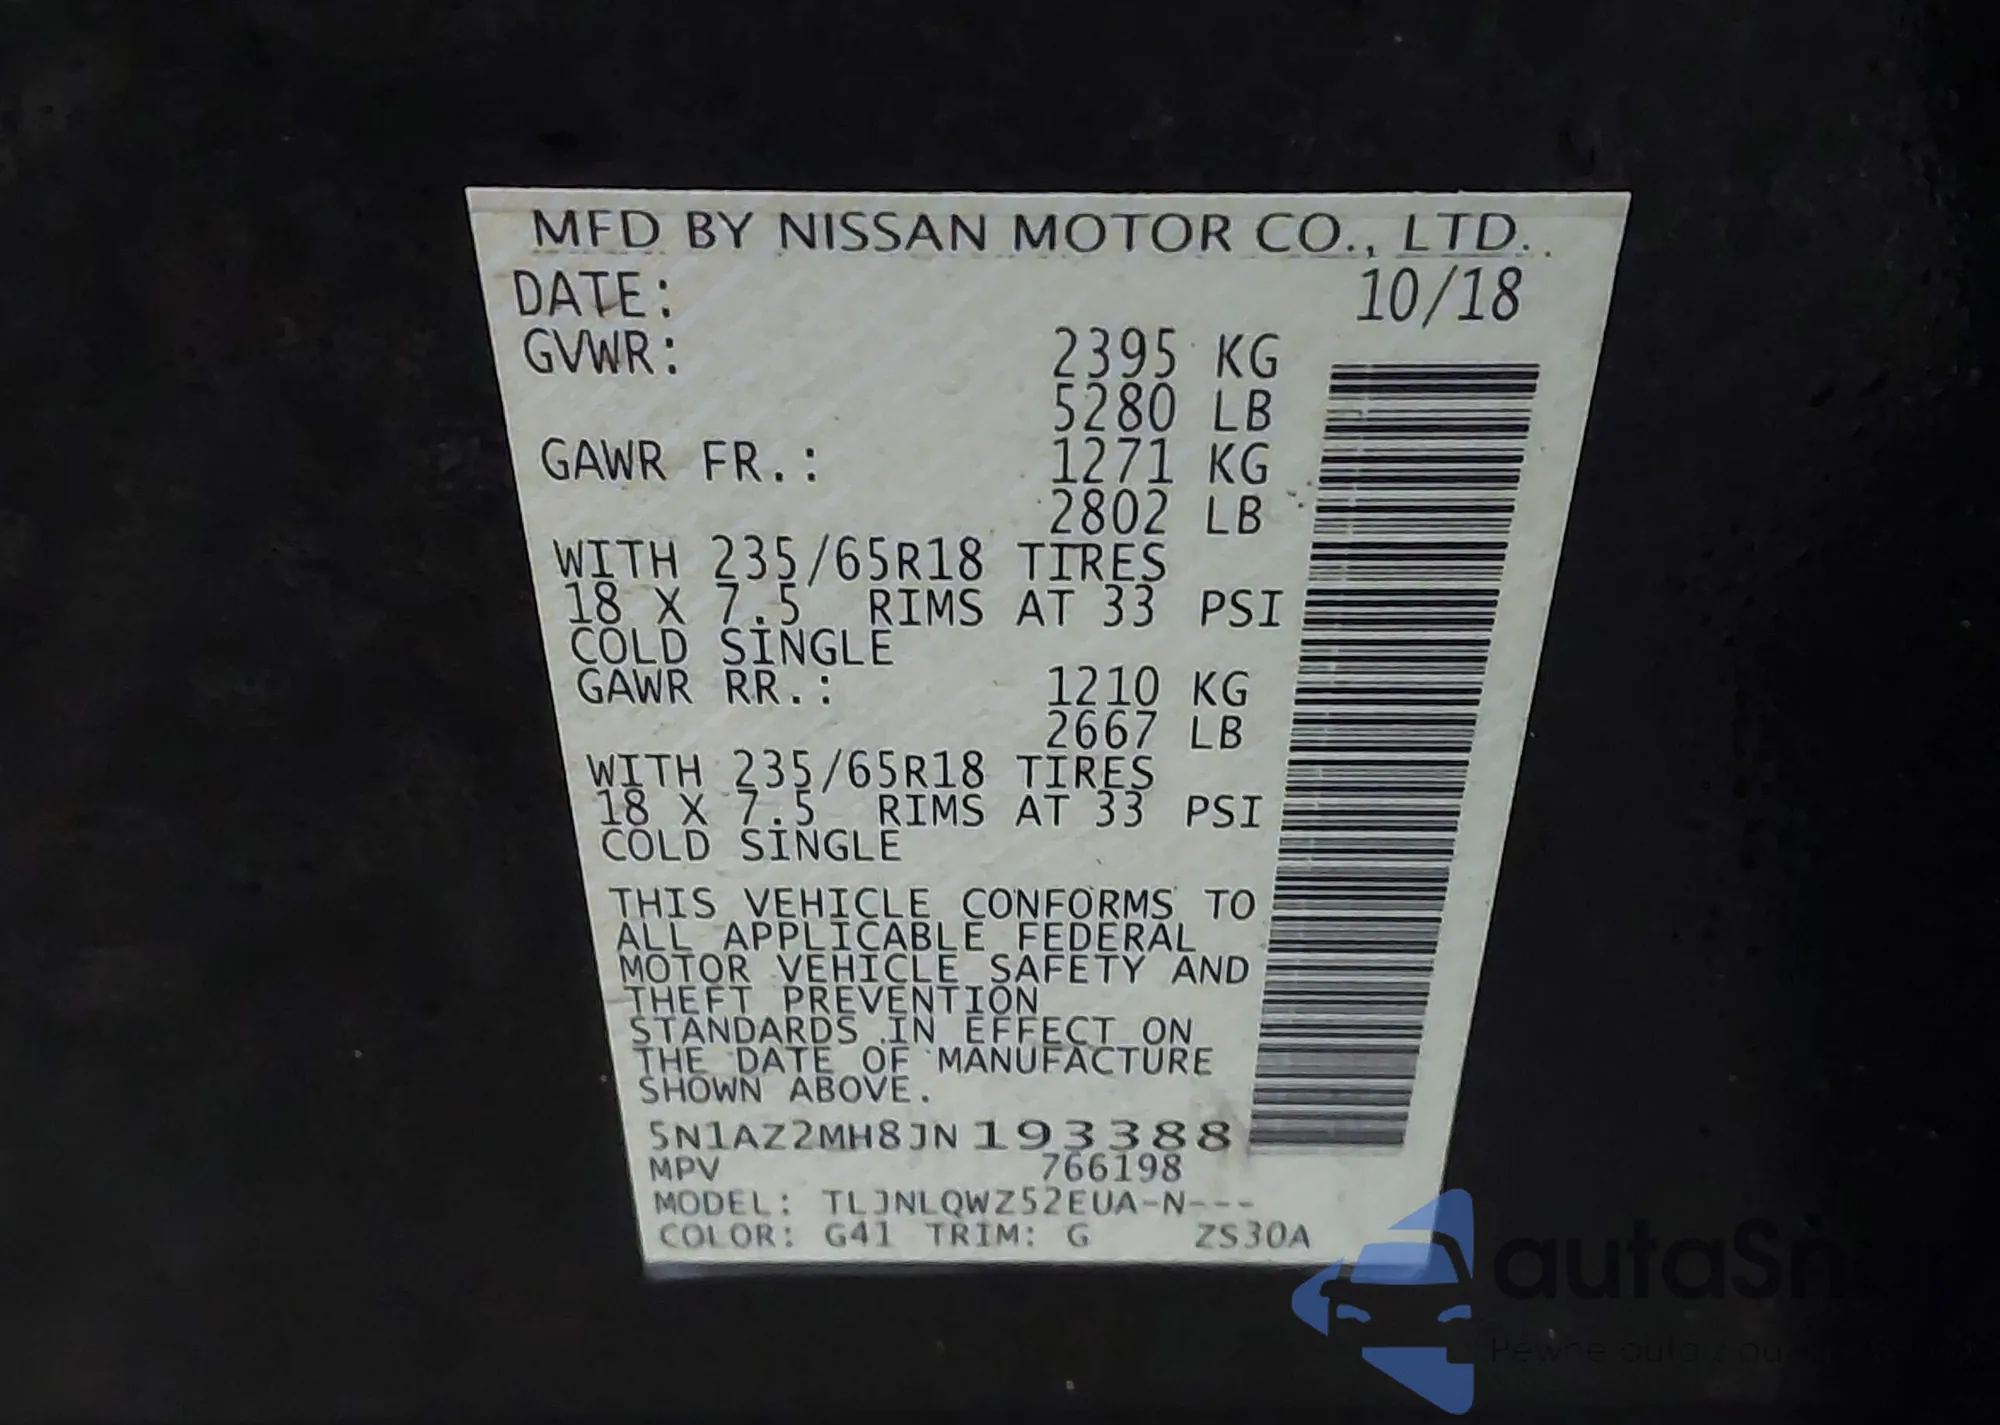 MFD BY NISSAN MOTOR CO., LTD.
DATE: 10/18
GVWR: 2395 KG
5280 LB
GAWR FR.: 1271 KG
2802 LB
WITH 235/65R18 TIRES
18 X 7.5 RIMS AT 33 PSI
COLD SINGLE
GAWR RR.: 1210 KG
2667 LB
WITH 235/65R18 TIRES
18 X 7.5 RIMS AT 33 PSI
COLD SINGLE
THIS VEHICLE CONFORMS TO
ALL APPLICABLE FEDERAL
MOTOR VEHICLE SAFETY AND
THEFT PREVENTION
STANDARDS IN EFFECT ON
THE DATE OF MANUFACTURE
SHOWN ABOVE.
5N1AZ2MH8JN193388
MPV 766198
MODEL: TLJNLQWZ52EUA-N---
COLOR: G41 TRIM: G ZS30A
Pewne auta z